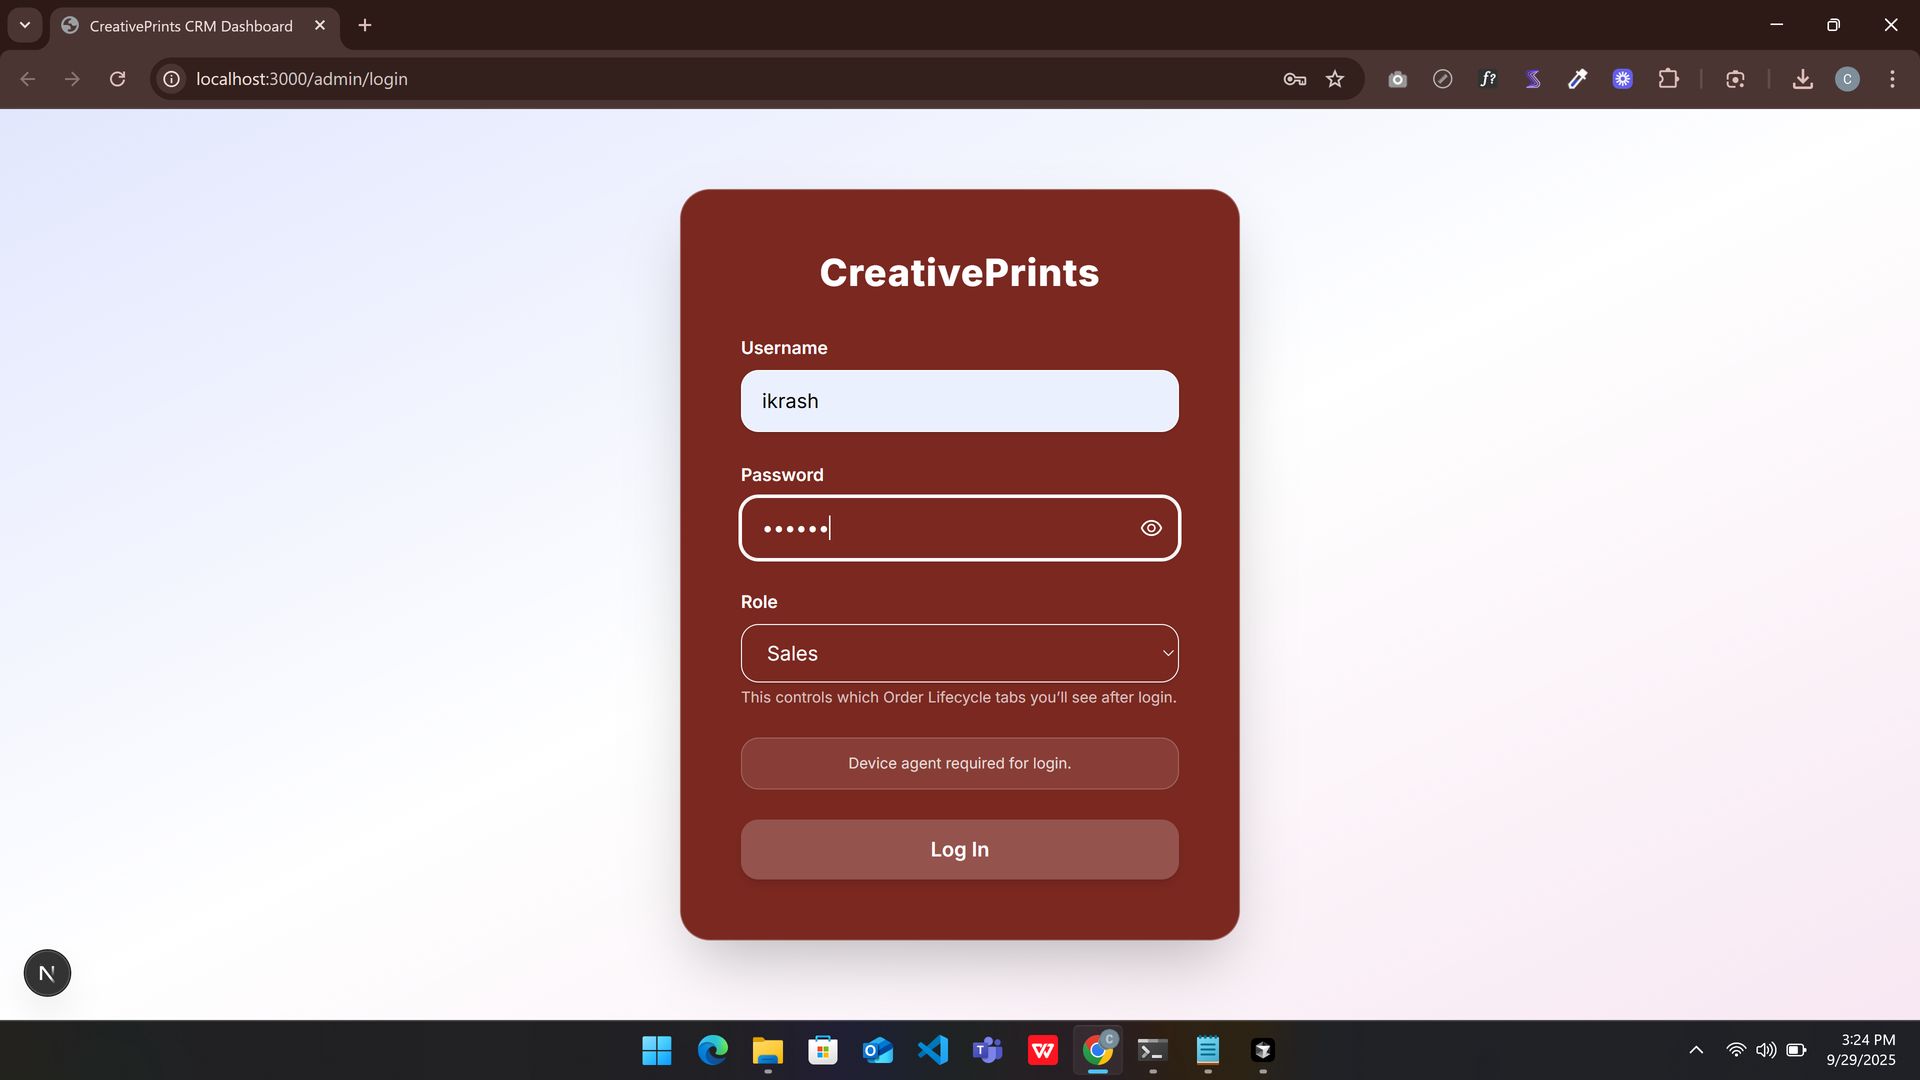 CreativePrints CRM Dashboard
localhost:3000/admin/login
f?
C
CreativePrints
Username
ikrash
Password
••••••
Role
Sales
This controls which Order Lifecycle tabs you’ll see after login.
Device agent required for login.
Log In
N
C
3:24 PM
9/29/2025